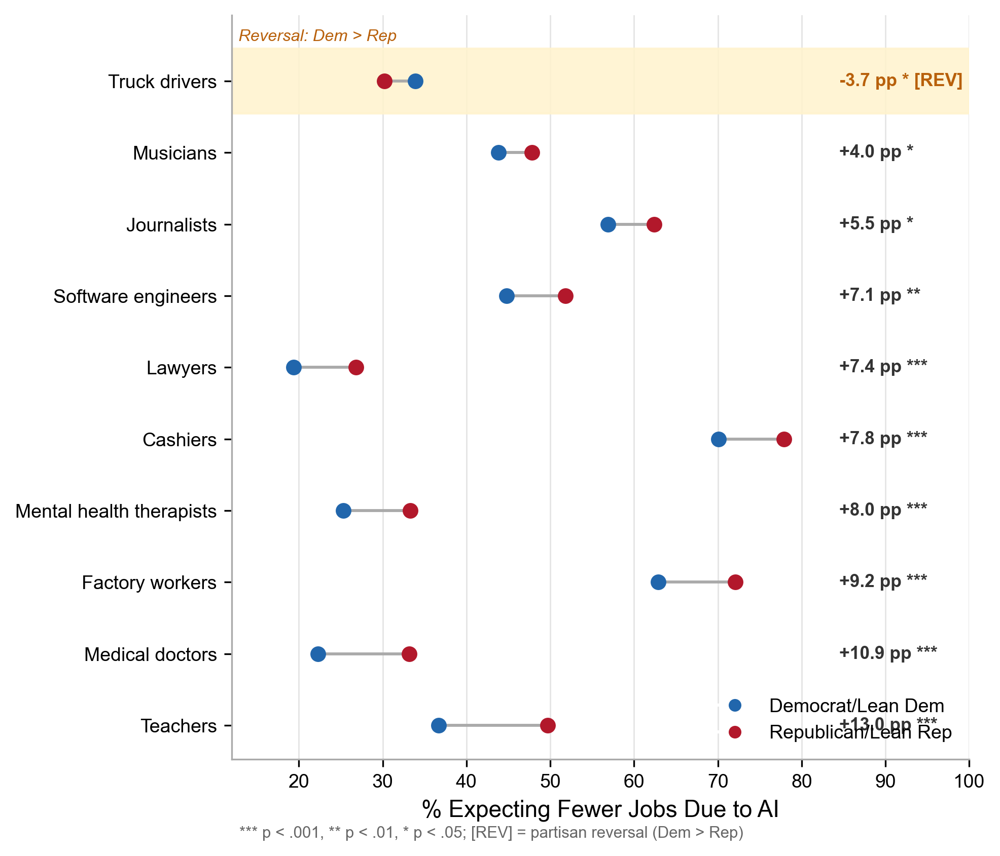 Reversal: Dem > Rep
Truck drivers
-3.7 pp * [REV]
Musicians
+4.0 pp *
Journalists
+5.5 pp *
Software engineers
+7.1 pp **
Lawyers
+7.4 pp ***
Cashiers
+7.8 pp ***
Mental health therapists
+8.0 pp ***
Factory workers
+9.2 pp ***
Medical doctors
+10.9 pp ***
Democrat/Lean Dem
Teachers
+13.0 pp ***
Republican/Lean Rep
20 30 40 50 60 70 80 90 100
% Expecting Fewer Jobs Due to AI
*** p < .001, ** p < .01, * p < .05; [REV] = partisan reversal (Dem > Rep)